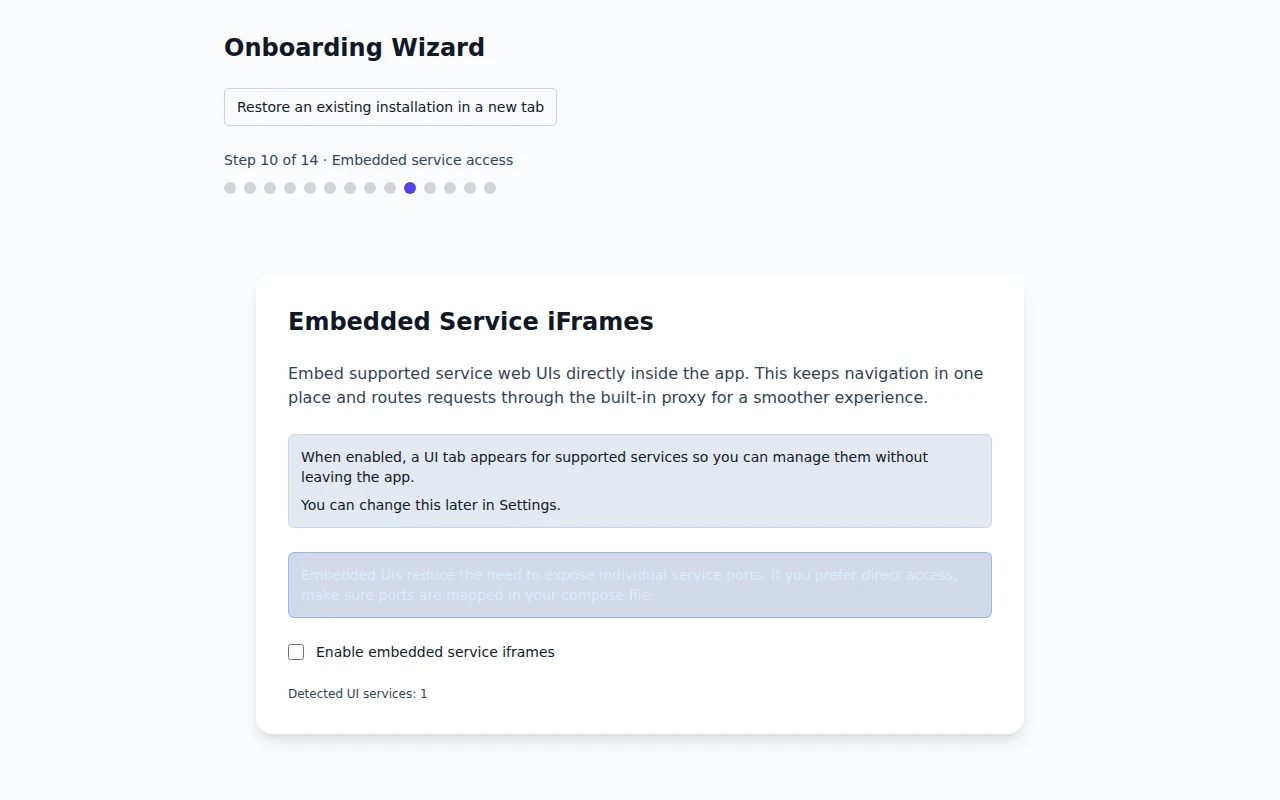 Onboarding Wizard
Restore an existing installation in a new tab
Step 10 of 14 · Embedded service access
Embedded Service iFrames
Embed supported service web UIs directly inside the app. This keeps navigation in one
place and routes requests through the built-in proxy for a smoother experience.
When enabled, a UI tab appears for supported services so you can manage them without
leaving the app.
You can change this later in Settings.
Embedded UIs reduce the need to expose individual service ports. If you prefer direct access,
make sure ports are mapped in your compose file.
Enable embedded service iframes
Detected UI services: 1